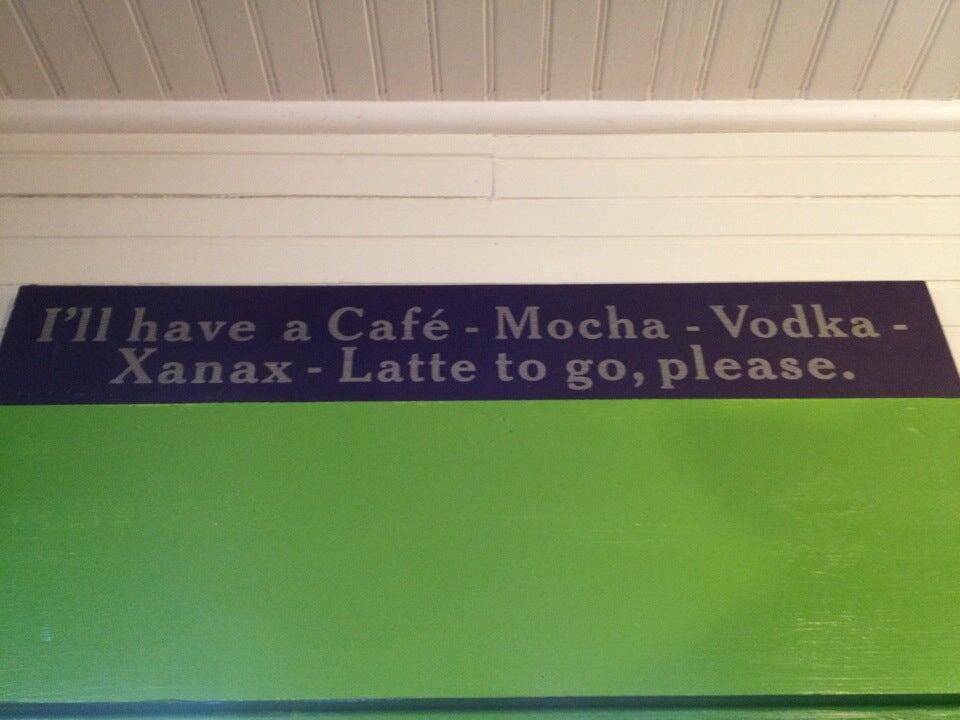 I'll have a Café - Mocha - Vodka -
Xanax - Latte to go, please.